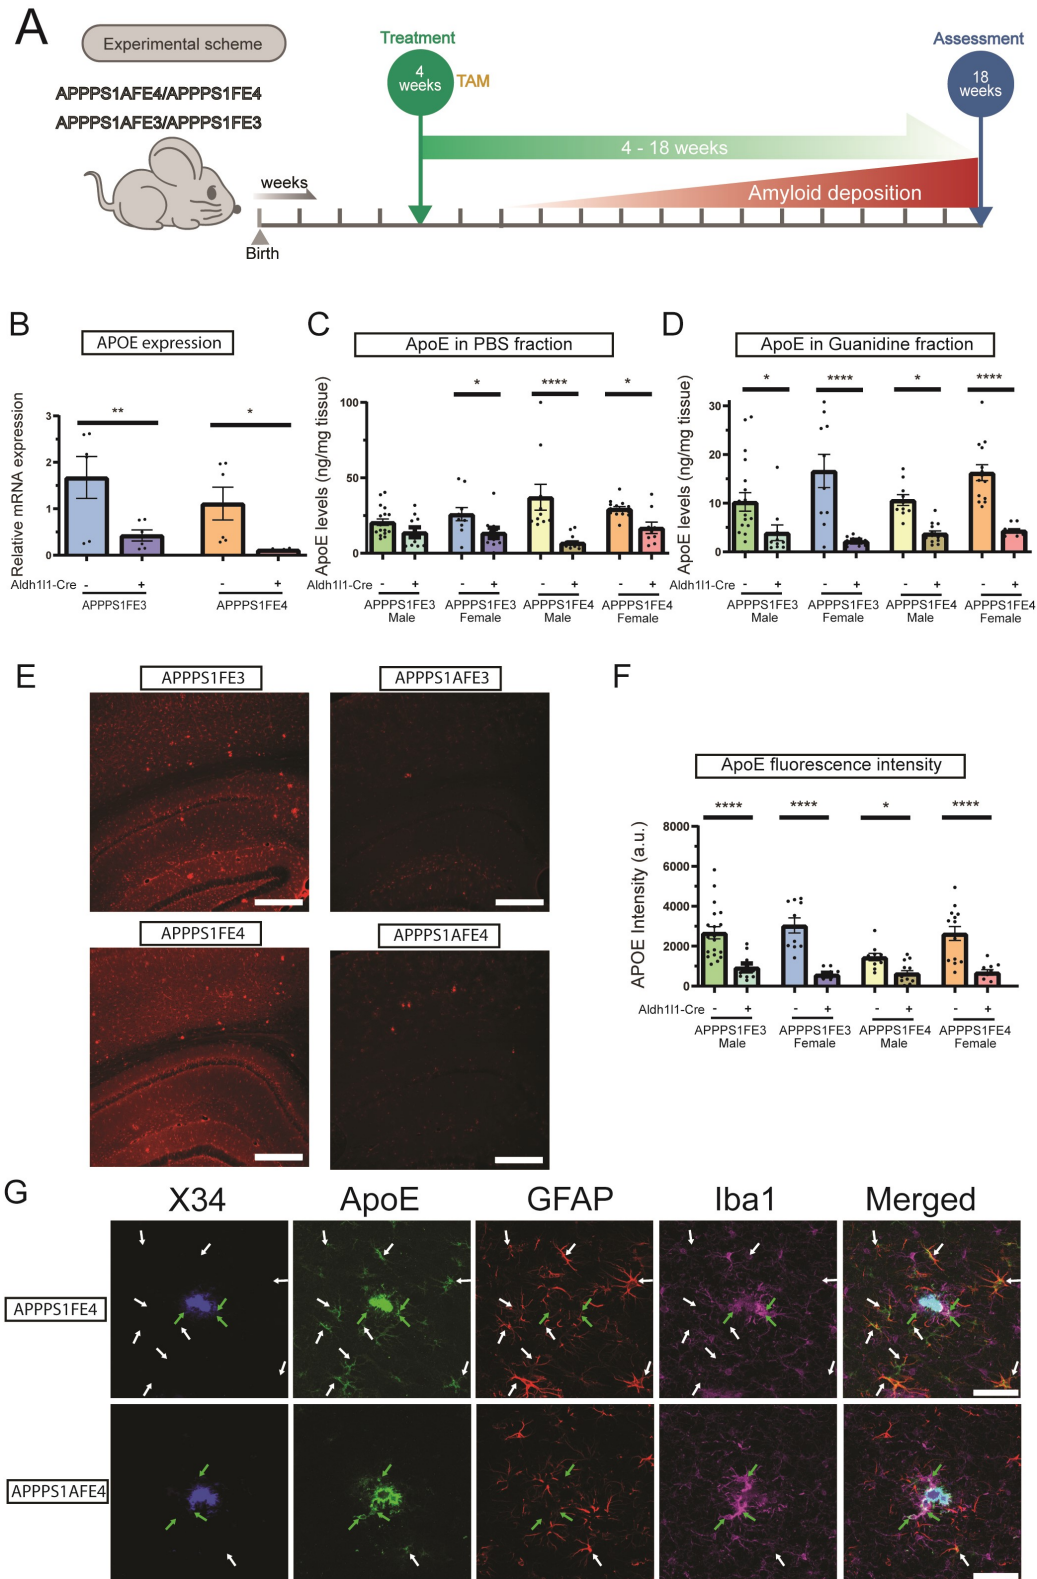 A
Experimental scheme
APPPS1AFE4/APPPS1FE4
APPPS1AFE3/APPPS1FE3
Treatment
4
weeks
TAM
Assessment
18
weeks
4 - 18 weeks
Amyloid deposition
weeks
Birth
B
APOE expression
Relative mRNA expression
3
2
1
0
** *
Aldh1l1-Cre - + - +
APPPS1FE3 APPPS1FE4
C
ApoE in PBS fraction
ApoE levels (ng/mg tissue)
100
50
0
* **** *
Aldh1l1-Cre - + - + - + - +
APPPS1FE3 APPPS1FE3 APPPS1FE4 APPPS1FE4
Male Female Male Female
D
ApoE in Guanidine fraction
ApoE levels (ng/mg tissue)
30
20
10
0
* **** * ****
Aldh1l1-Cre - + - + - + - +
APPPS1FE3 APPPS1FE3 APPPS1FE4 APPPS1FE4
Male Female Male Female
E
APPPS1FE3 APPPS1AFE3
APPPS1FE4 APPPS1AFE4
F
ApoE fluorescence intensity
APOE Intensity (a.u.)
8000
6000
4000
2000
0
**** **** * ****
Aldh1l1-Cre - + - + - + - +
APPPS1FE3 APPPS1FE3 APPPS1FE4 APPPS1FE4
Male Female Male Female
G
X34 ApoE GFAP Iba1 Merged
APPPS1FE4
APPPS1AFE4